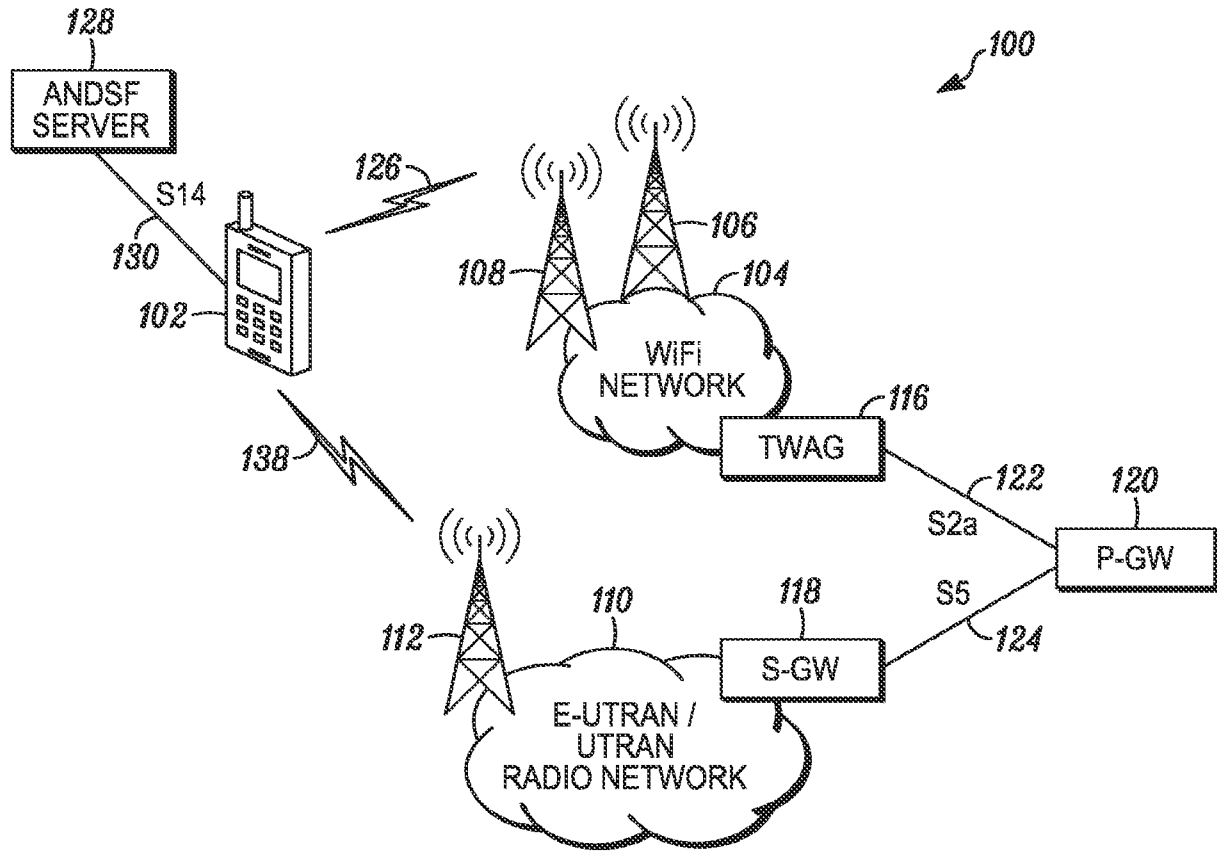 128
ANDSF
SERVER
100
126
S14
130
102
106
108
104
WiFi
NETWORK
116
TWAG
138
122
S2a
120
P-GW
110
118
S5
124
112
S-GW
E-UTRAN /
UTRAN
RADIO NETWORK